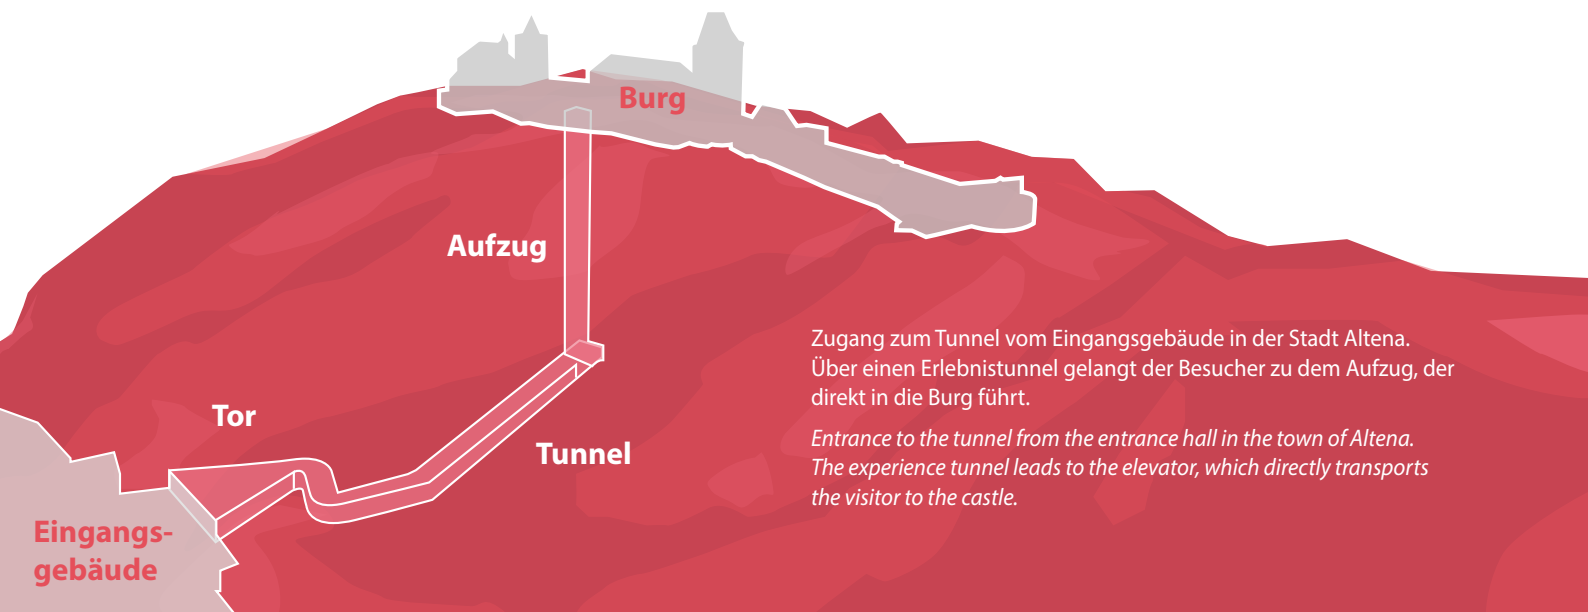 Burg
Aufzug
Tor
Tunnel
Eingangs-
gebäude
Zugang zum Tunnel vom Eingangsgebäude in der Stadt Altena.
Über einen Erlebnistunnel gelangt der Besucher zu dem Aufzug, der
direkt in die Burg führt.
Entrance to the tunnel from the entrance hall in the town of Altena.
The experience tunnel leads to the elevator, which directly transports
the visitor to the castle.